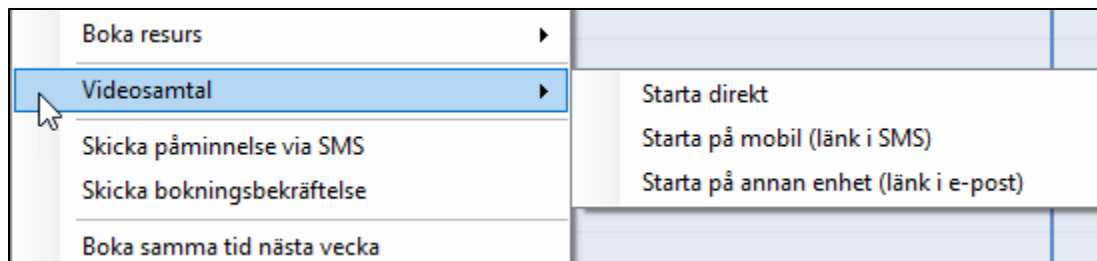 Boka resurs
Videosamtal
Starta direkt
Starta på mobil (länk i SMS)
Starta på annan enhet (länk i e-post)
Skicka påminnelse via SMS
Skicka bokningsbekräftelse
Boka samma tid nästa vecka